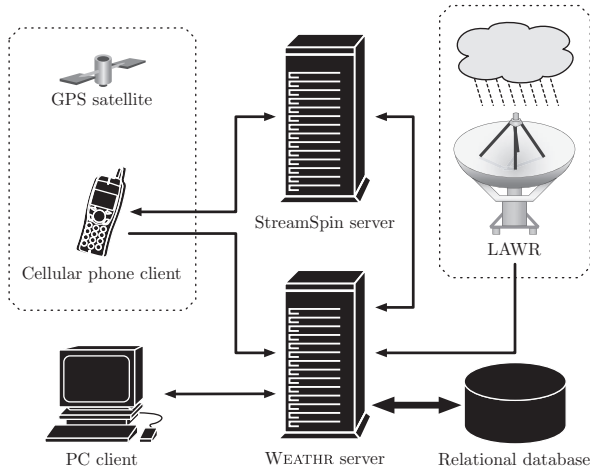 GPS satellite
StreamSpin server
LAWR
Cellular phone client
PC client
WEATHR server
Relational database